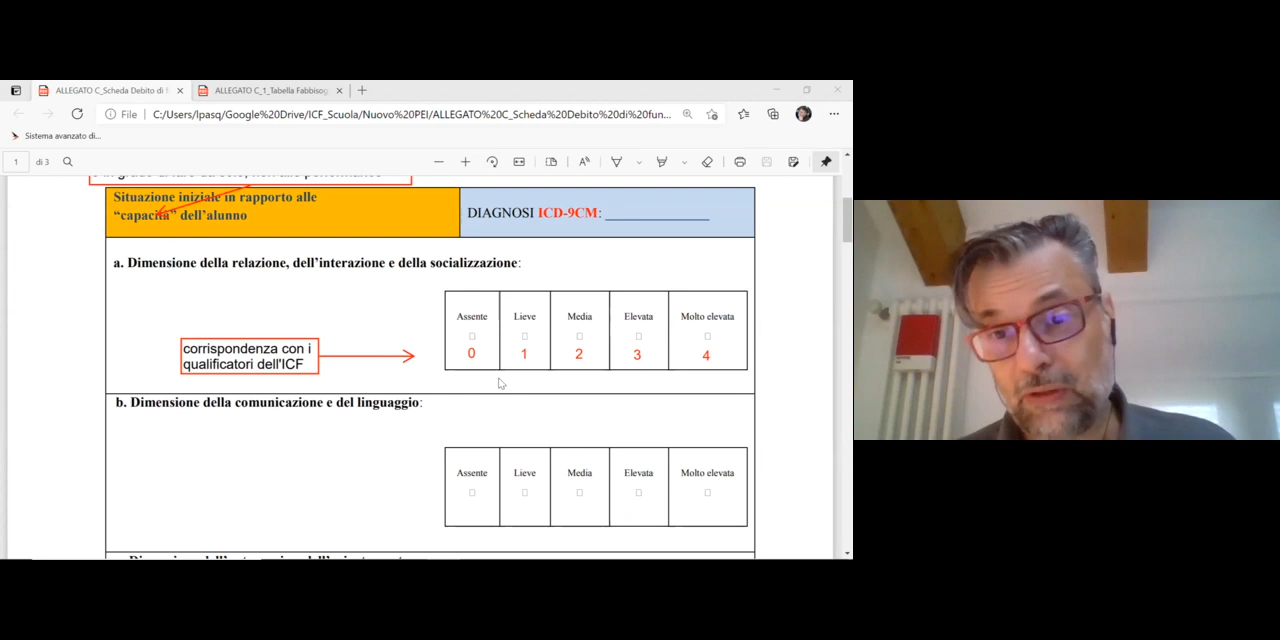 ALLEGATO C_Scheda Debito di
ALLEGATO C_1_Tabella Fabbisog
File
C:/Users/Ipasq/Google%20Drive/ICF_Scuola/Nuovo%20PEI/ALLEGATO%20C_Scheda%20Debito%20di%20fun...
Sistema avanzato di...
1 di 3
Situazione iniziale in rapporto alle
“capacità” dell’alunno
DIAGNOSI ICD-9CM: ______________
a. Dimensione della relazione, dell’interazione e della socializzazione:
Assente Lieve Media Elevata Molto elevata
0 1 2 3 4
corrispondenza con i
qualificatori dell'ICF
b. Dimensione della comunicazione e del linguaggio:
Assente Lieve Media Elevata Molto elevata